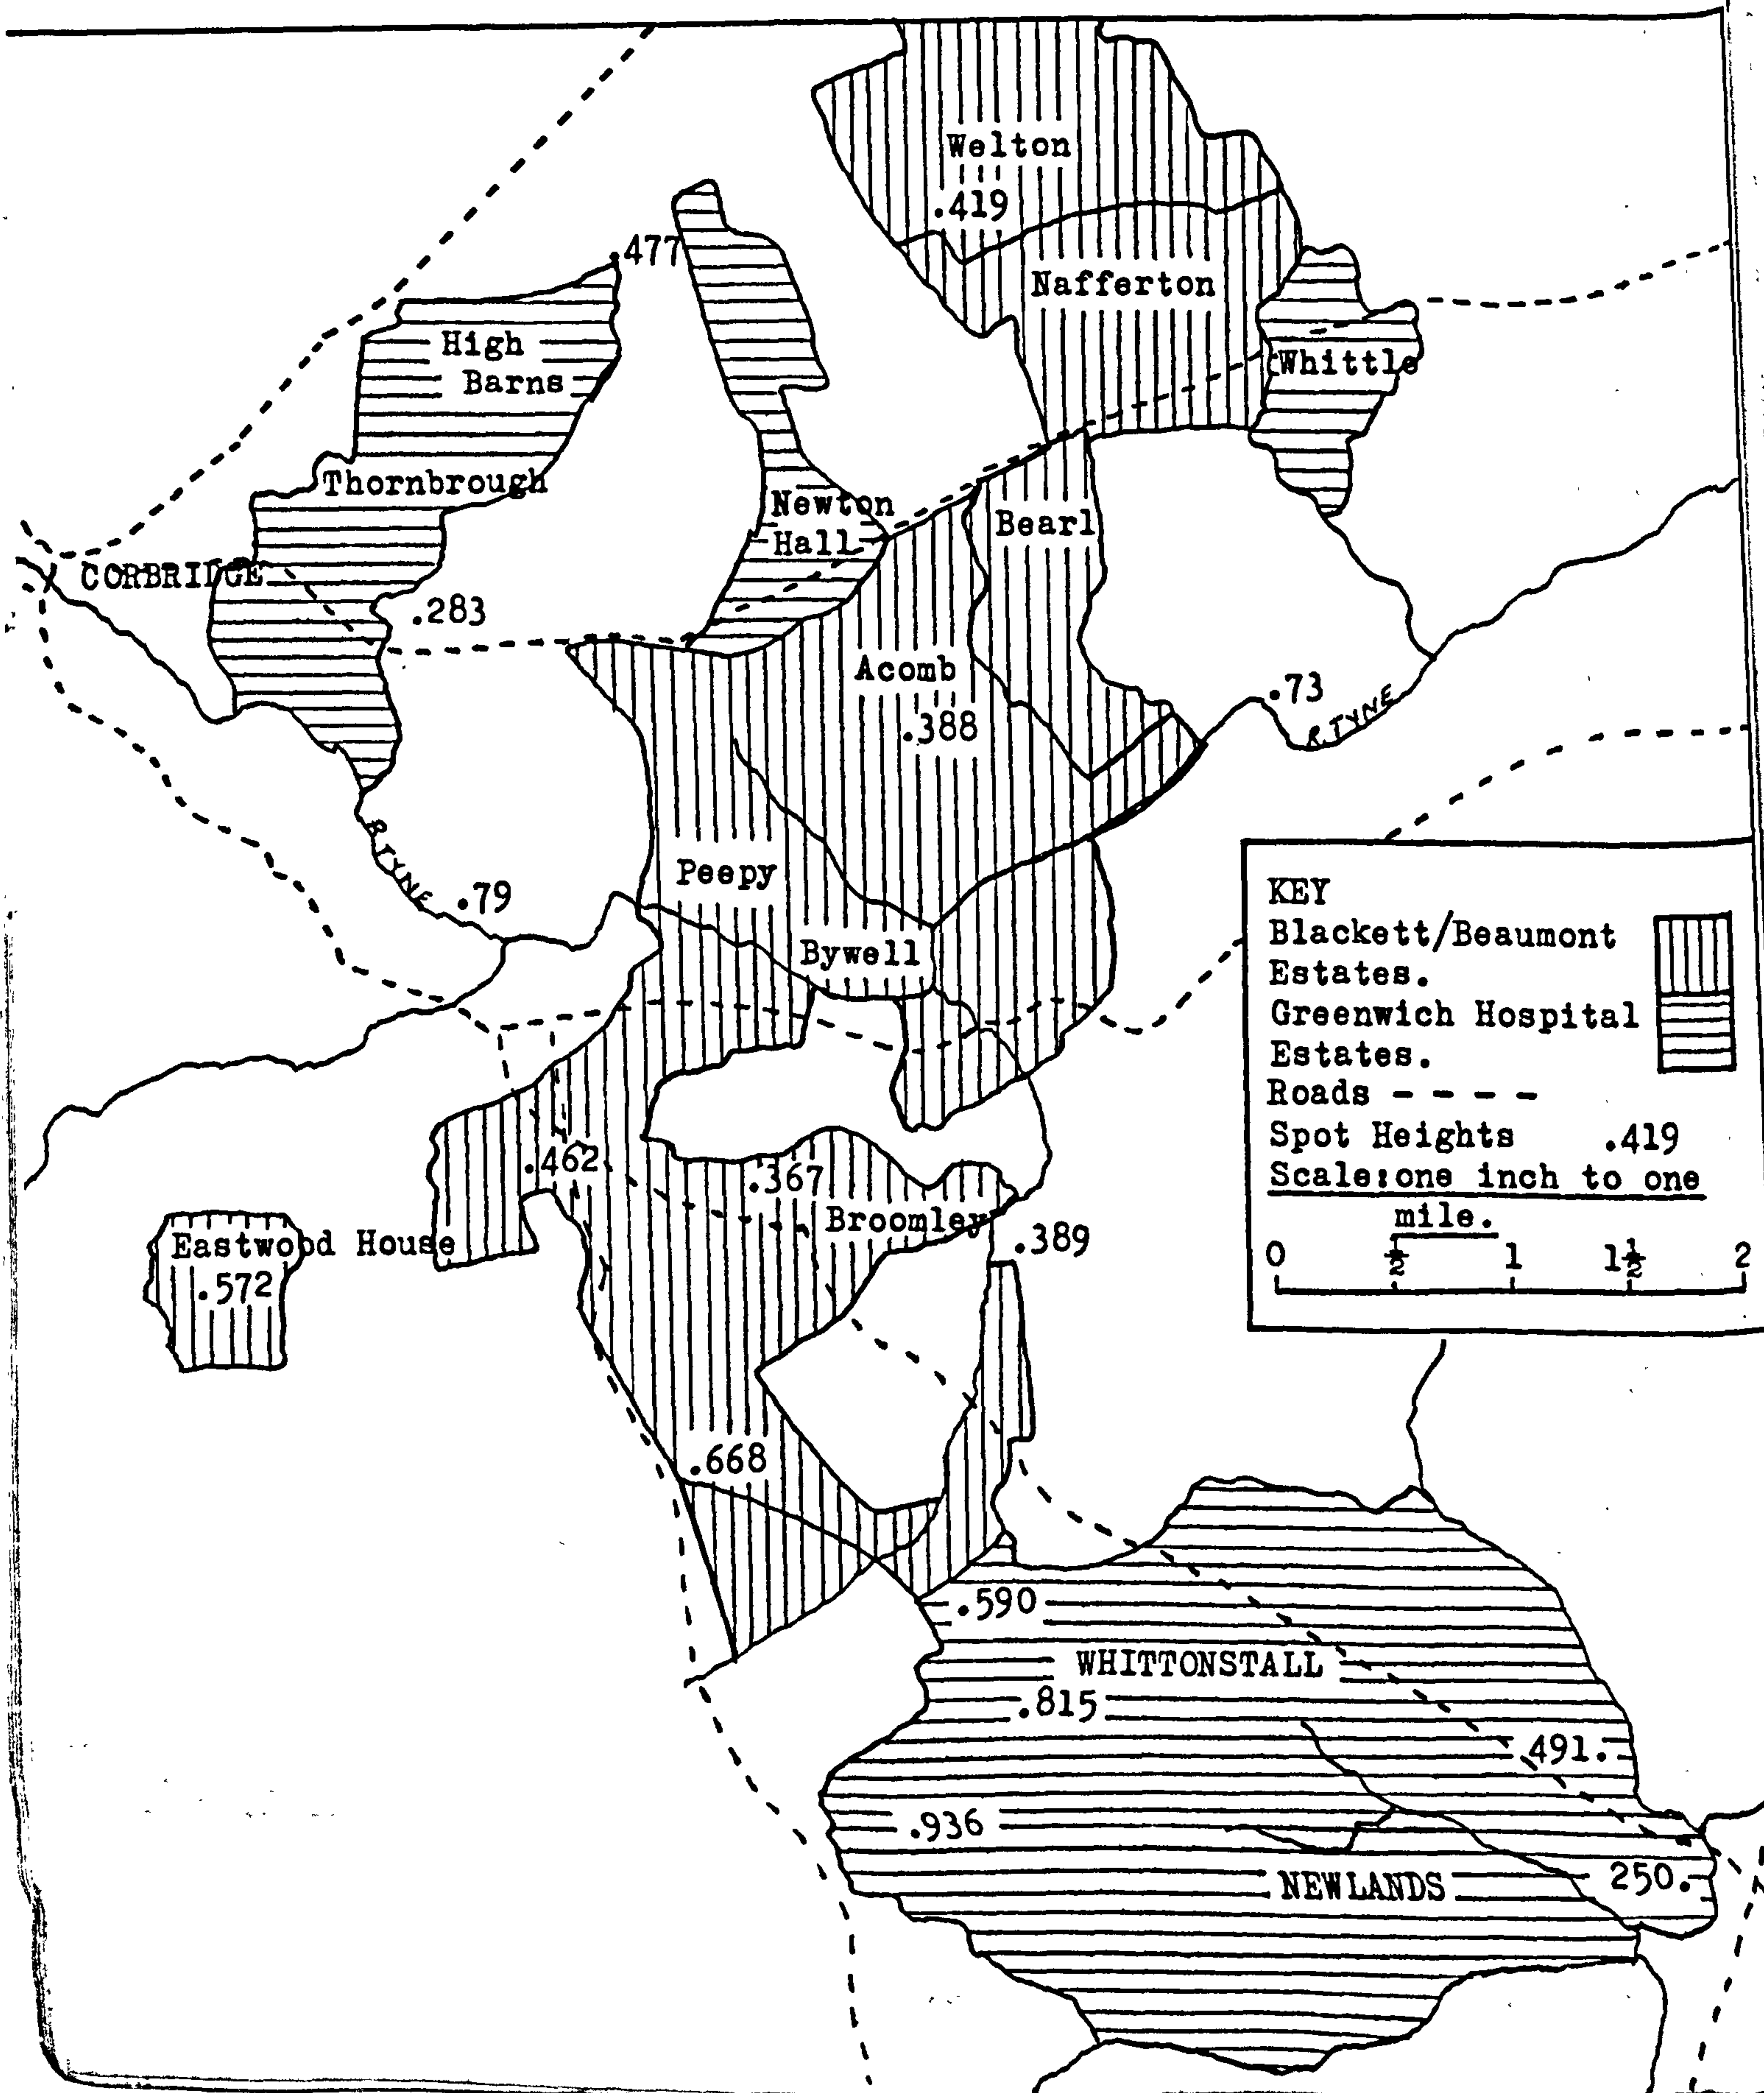 Welton
.419
.477
Nafferton
High
Barns
Whittle
Thornbrough
Newton
Hall
Bearl
CORBRIDGE
.283
Acomb
.388
.73
R.TYNE
R.TYNE
.79
Peepy
Bywell
KEY
Blackett/Beaumont
Estates.
Greenwich Hospital
Estates.
Roads - - - -
Spot Heights .419
Scale:one inch to one
mile.
0 ½ 1 1½ 2
.462
.367
Broomley
.389
Eastwood House
.572
.668
.590
WHITTONSTALL
.815
491.
.936
NEWLANDS
250.